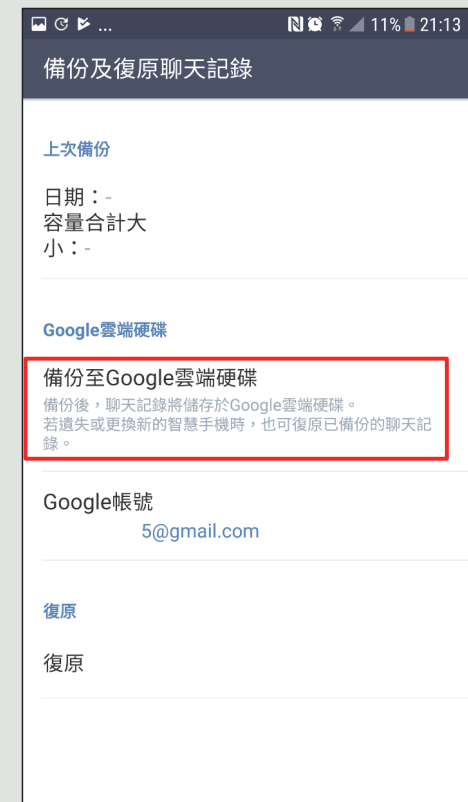 ... 11% 21:13
備份及復原聊天記錄
上次備份
日期：-
容量合計大
小：-
Google雲端硬碟
備份至Google雲端硬碟
備份後，聊天記錄將儲存於Google雲端硬碟。
若遺失或更換新的智慧手機時，也可復原已備份的聊天記
錄。
Google帳號
5@gmail.com
復原
復原